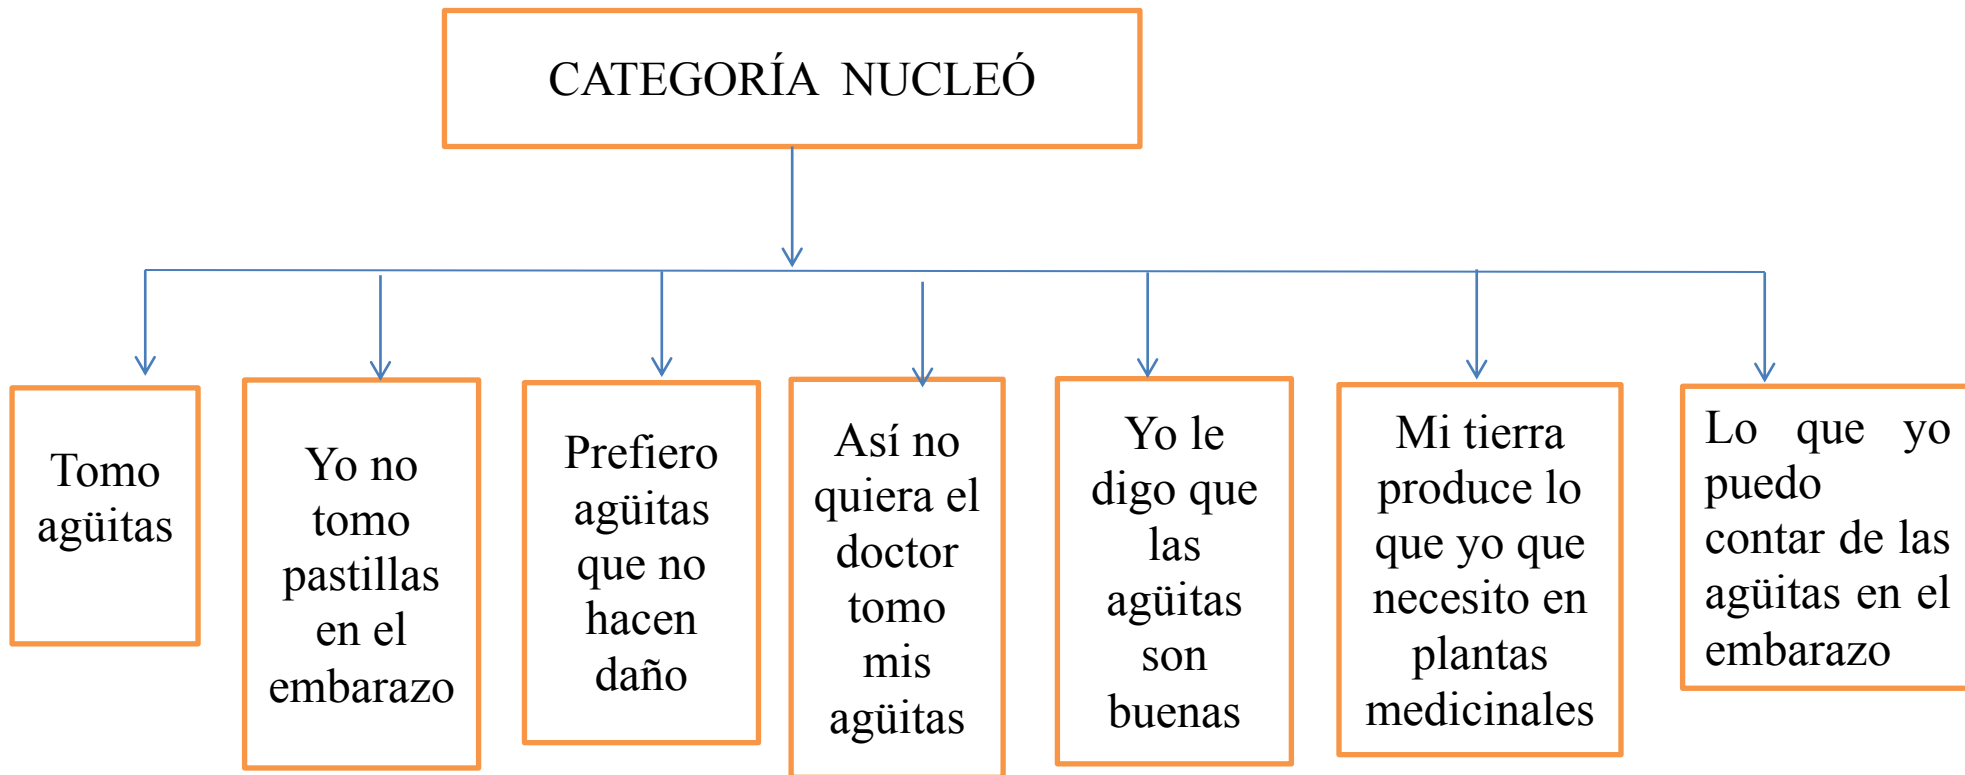 CATEGORÍA NUCLEÓ
Tomo
agüitas
Yo no
tomo
pastillas
en el
embarazo
Prefiero
agüitas
que no
hacen
daño
Así no
quiera el
doctor
tomo
mis
agüitas
Yo le
digo que
las
agüitas
son
buenas
Mi tierra
produce lo
que yo que
necesito en
plantas
medicinales
Lo que yo
puedo
contar de las
agüitas en el
embarazo